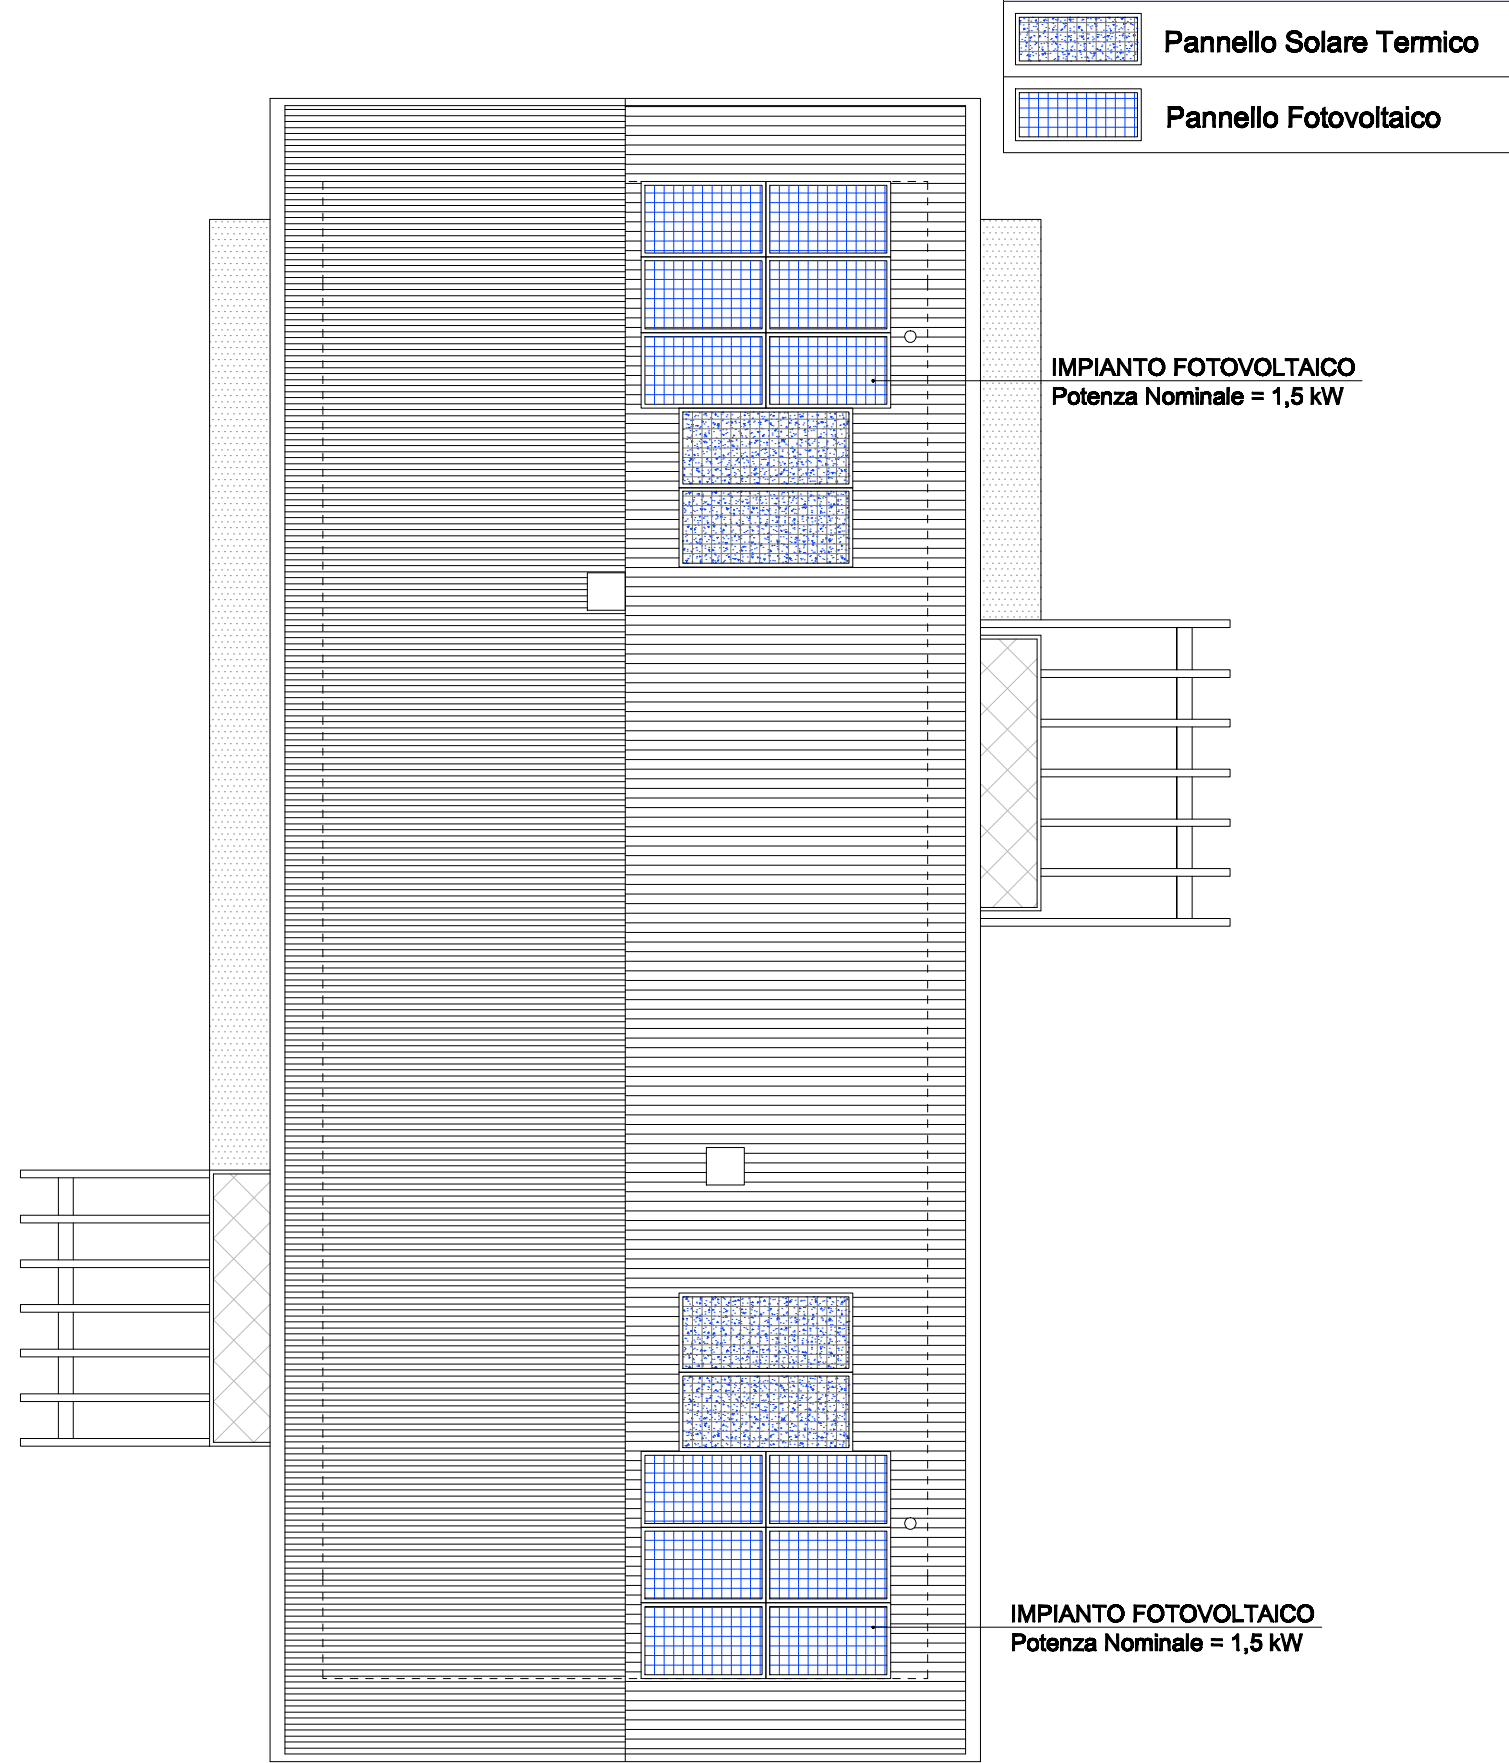 Pannello Solare Termico
Pannello Fotovoltaico
IMPIANTO FOTOVOLTAICO
Potenza Nominale = 1,5 kW
IMPIANTO FOTOVOLTAICO
Potenza Nominale = 1,5 kW